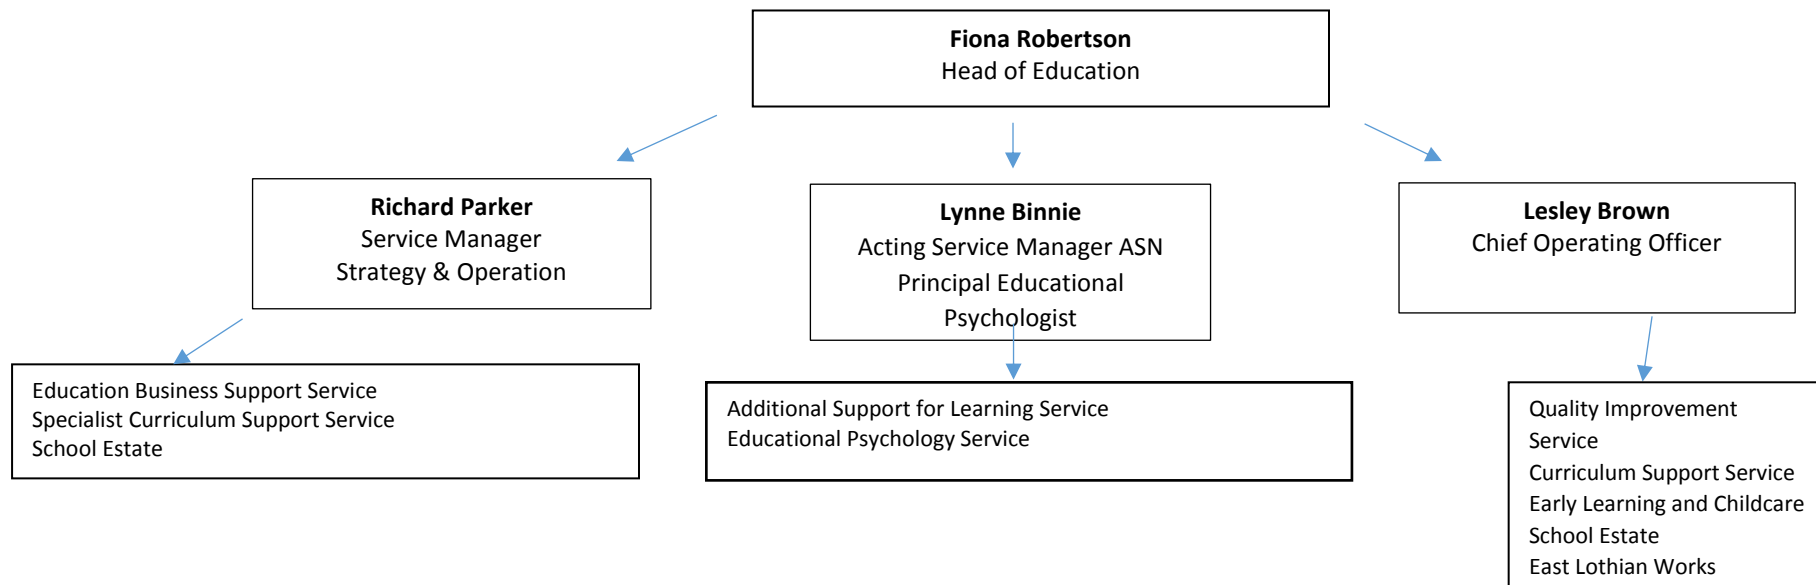 Fiona Robertson
Head of Education
Richard Parker
Service Manager
Strategy & Operation
Lynne Binnie
Acting Service Manager ASN
Principal Educational
Psychologist
Lesley Brown
Chief Operating Officer
Education Business Support Service
Specialist Curriculum Support Service
School Estate
Additional Support for Learning Service
Educational Psychology Service
Quality Improvement
Service
Curriculum Support Service
Early Learning and Childcare
School Estate
East Lothian Works